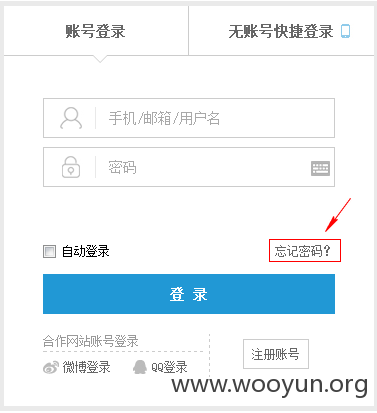 账号登录 无账号快捷登录
手机/邮箱/用户名
密码
自动登录 忘记密码?
登 录
合作网站账号登录
微博登录 QQ登录 注册账号
www.wooyun.org